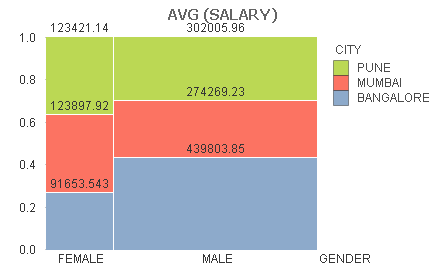 AVG (SALARY)
123421.14 302005.96
1.0
0.8
0.6
0.4
0.2
0.0
274269.23
123897.92
439803.85
91653.543
FEMALE MALE GENDER
CITY
PUNE
MUMBAI
BANGALORE